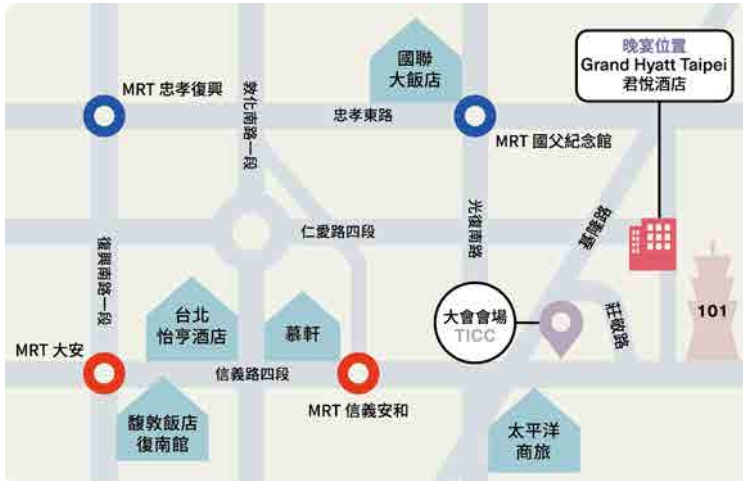 晚宴位置
Grand Hyatt Taipei
君悅酒店
國聯
大飯店
MRT 忠孝復興
敦化南路一段
忠孝東路
MRT 國父紀念館
仁愛路四段
光復南路
基隆路
復興南路一段
台北
怡亨酒店
慕軒
大會會場
TICC
莊敬路
101
MRT 大安
信義路四段
MRT 信義安和
馥敦飯店
復南館
太平洋
商旅